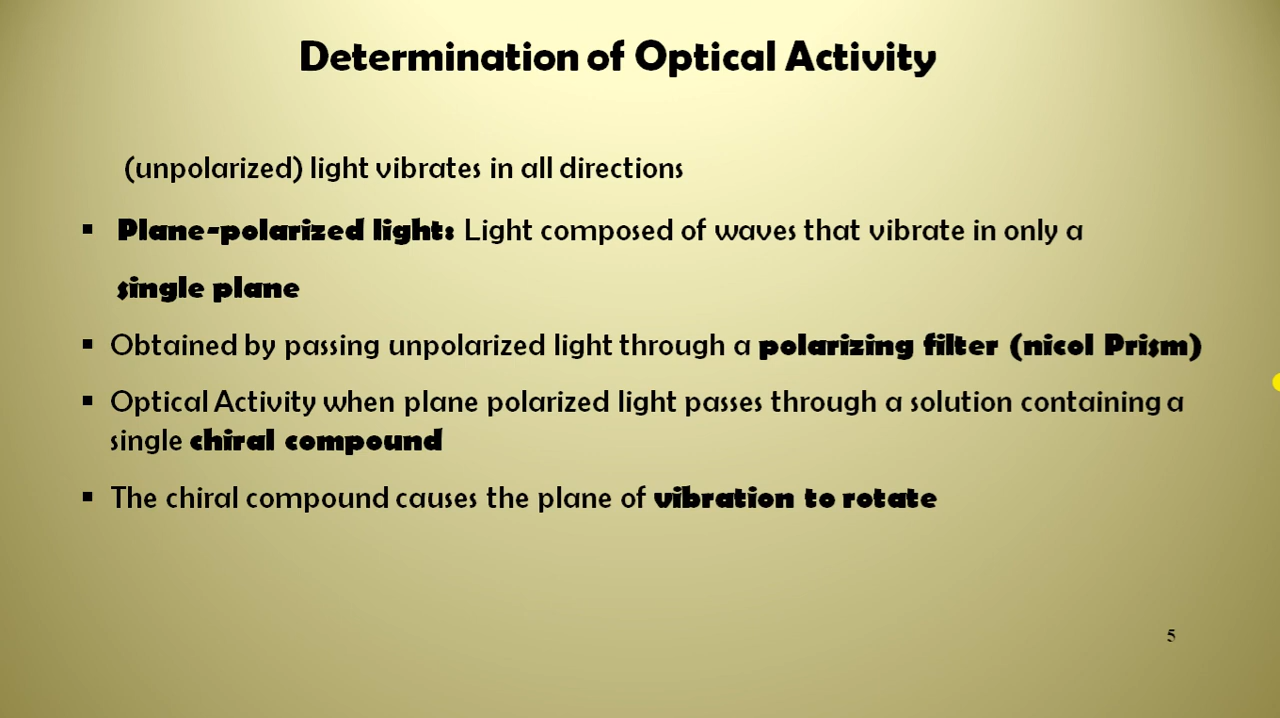 Determination of Optical Activity
(unpolarized) light vibrates in all directions
▪ Plane-polarized light: Light composed of waves that vibrate in only a
single plane
▪ Obtained by passing unpolarized light through a polarizing filter (nicol Prism)
▪ Optical Activity when plane polarized light passes through a solution containing a
single chiral compound
▪ The chiral compound causes the plane of vibration to rotate
5